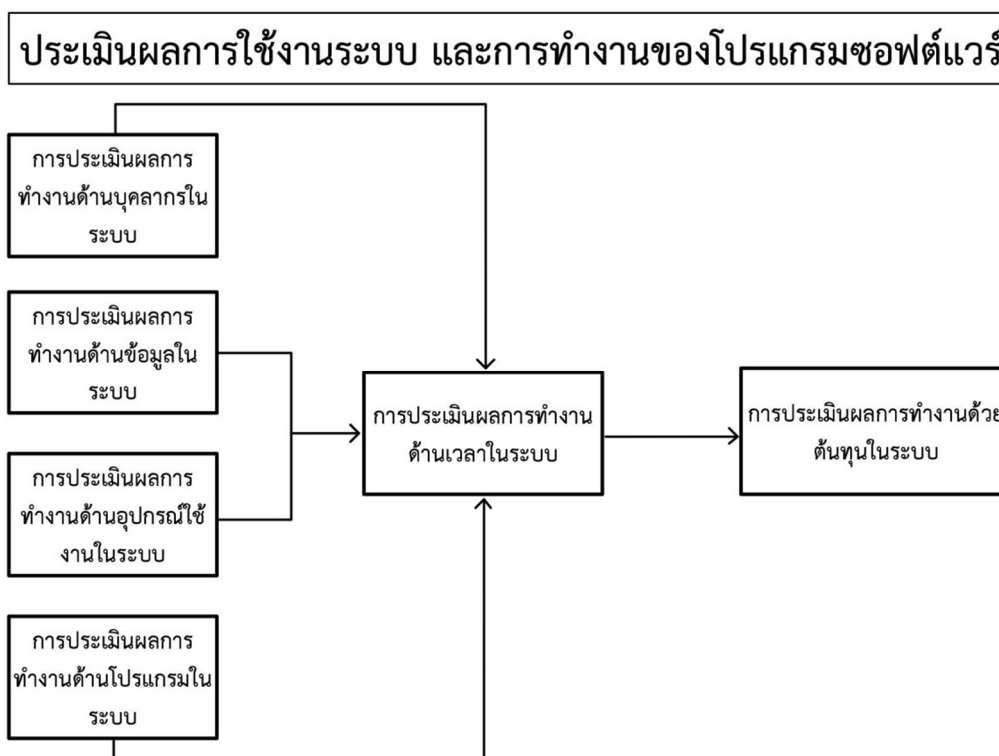 ประเมินผลการใช้งานระบบ และการทำงานของโปรแกรมซอฟต์แวร์
การประเมินผลการ
ทำงานด้านบุคลากรใน
ระบบ
การประเมินผลการ
ทำงานด้านข้อมูลใน
ระบบ
การประเมินผลการทำงาน
ด้านเวลาในระบบ
การประเมินผลการทำงานด้วย
ต้นทุนในระบบ
การประเมินผลการ
ทำงานด้านอุปกรณ์ใช้
งานในระบบ
การประเมินผลการ
ทำงานด้านโปรแกรมใน
ระบบ